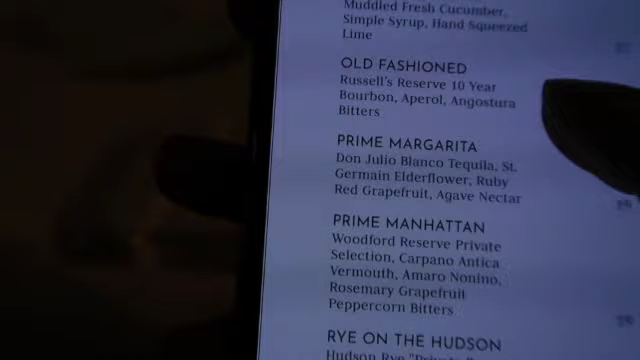 Muddled Fresh Cucumber,
Simple Syrup, Hand Squeezed
Lime
OLD FASHIONED
Russell's Reserve 10 Year
Bourbon, Aperol, Angostura
Bitters
PRIME MARGARITA
Don Julio Blanco Tequila, St.
Germain Elderflower, Ruby
Red Grapefruit, Agave Nectar
PRIME MANHATTAN
Woodford Reserve Private
Selection, Carpano Antica
Vermouth, Amaro Nonino,
Rosemary Grapefruit
Peppercorn Bitters
RYE ON THE HUDSON
Hudson Rye "Private